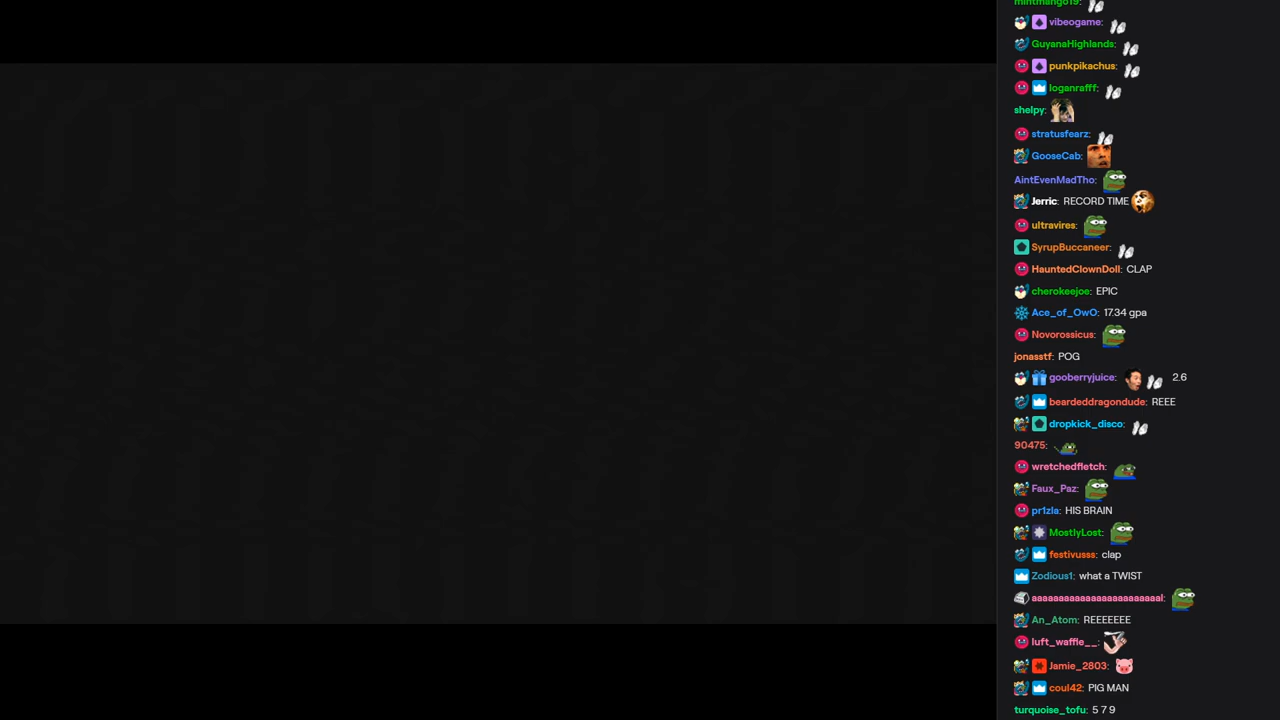 mintmango19:
vibeogame:
GuyanaHighlands:
punkpikachus:
loganrafff:
shelpy:
stratusfearz:
GooseCab:
AintEvenMadTho:
Jerric: RECORD TIME
ultravires:
SyrupBuccaneer:
HauntedClownDoll: CLAP
cherokeejoe: EPIC
Ace_of_OwO: 17.34 gpa
Novorossicus:
jonasstf: POG
gooberryjuice: 2.6
beardeddragondude: REEE
dropkick_disco:
90475:
wretchedfletch:
Faux_Paz:
pr1zla: HIS BRAIN
MostlyLost:
festivusss: clap
Zodious1: what a TWIST
aaaaaaaaaaaaaaaaaaaaaaaal:
An_Atom: REEEEEEE
luft_waffle__:
Jamie_2803:
coul42: PIG MAN
turquoise_tofu: 5 7 9